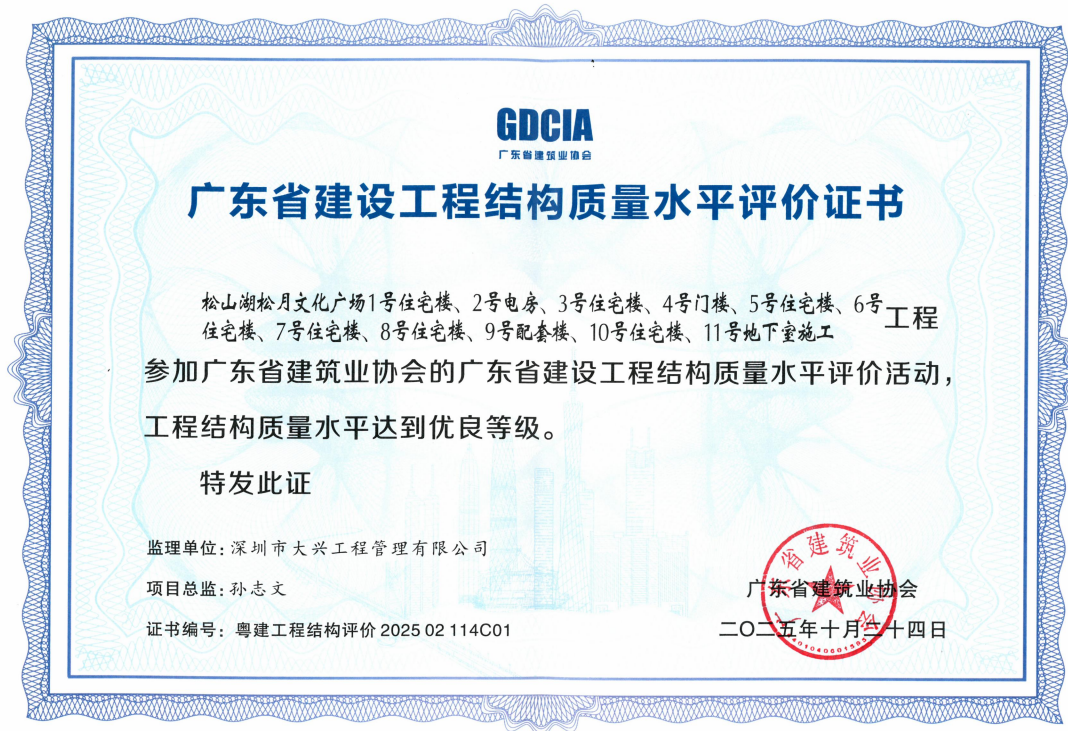 GDCIA
广东省建筑业协会
广东省建设工程结构质量水平评价证书
松山湖松月文化广场1号住宅楼、2号电房、3号住宅楼、4号门楼、5号住宅楼、6号
住宅楼、7号住宅楼、8号住宅楼、9号配套楼、10号住宅楼、11号地下室施工
工程
参加广东省建筑业协会的广东省建设工程结构质量水平评价活动，
工程结构质量水平达到优良等级。
特发此证
监理单位：深圳市大兴工程管理有限公司
项目总监：孙志文
证书编号：粤建工程结构评价 2025 02 114C01
广东省建筑业协会
二〇二五年十月二十四日
广东省建筑业协会